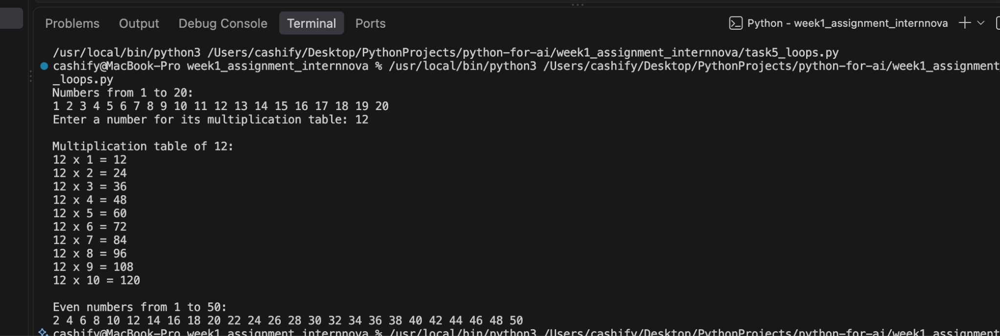 Problems Output Debug Console Terminal Ports Python - week1_assignment_internnova
/usr/local/bin/python3 /Users/cashify/Desktop/PythonProjects/python-for-ai/week1_assignment_internnova/task5_loops.py
cashify@MacBook-Pro week1_assignment_internnova % /usr/local/bin/python3 /Users/cashify/Desktop/PythonProjects/python-for-ai/week1_assignment
_loops.py
Numbers from 1 to 20:
1 2 3 4 5 6 7 8 9 10 11 12 13 14 15 16 17 18 19 20
Enter a number for its multiplication table: 12
Multiplication table of 12:
12 x 1 = 12
12 x 2 = 24
12 x 3 = 36
12 x 4 = 48
12 x 5 = 60
12 x 6 = 72
12 x 7 = 84
12 x 8 = 96
12 x 9 = 108
12 x 10 = 120
Even numbers from 1 to 50:
2 4 6 8 10 12 14 16 18 20 22 24 26 28 30 32 34 36 38 40 42 44 46 48 50
cashify@MacBook-Pro week1_assignment_internnova % /usr/local/bin/python3 /Users/cashify/Desktop/PythonProjects/python-for-ai/week1_assignment